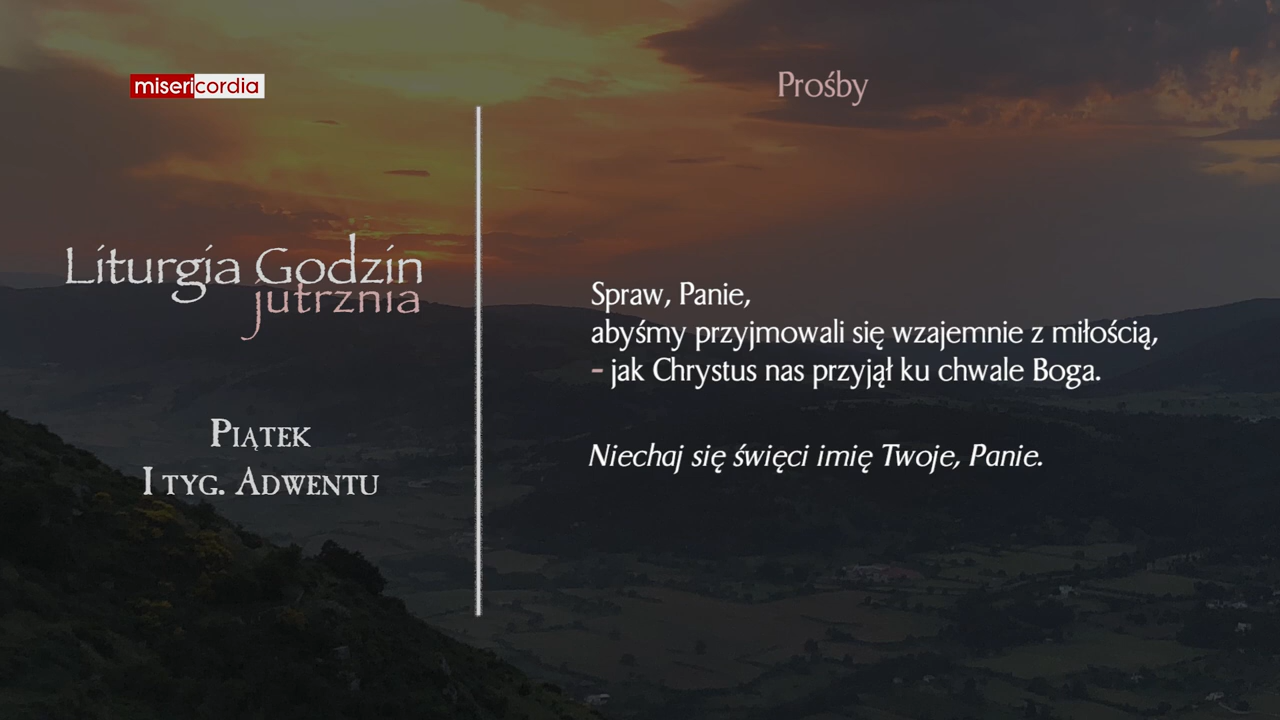 misericordia
Liturgia Godzin
jutrznia
Piątek
I tyg. Adwentu
Prośby
Spraw, Panie,
abyśmy przyjmowali się wzajemnie z miłością,
- jak Chrystus nas przyjął ku chwale Boga.
Niechaj się święci imię Twoje, Panie.